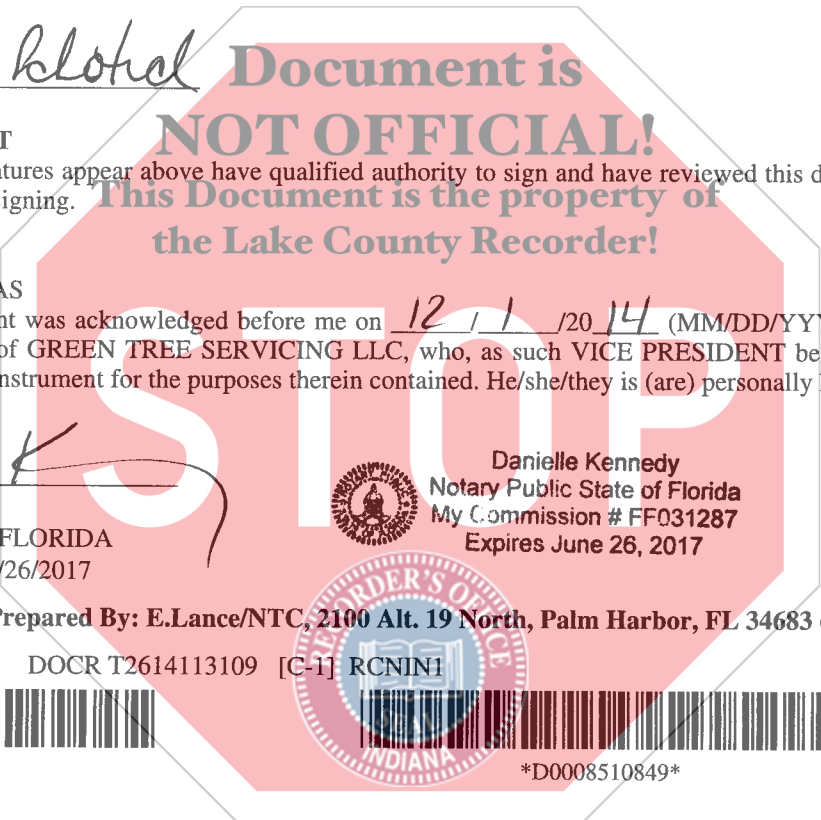 Document is
NOT OFFICIAL!
T
tures appear above have qualified authority to sign and have reviewed this d
igning.
This Document is the property of
the Lake County Recorder!
AS
nt was acknowledged before me on 12 / 1 /20 14 (MM/DD/YYY
of GREEN TREE SERVICING LLC, who, as such VICE PRESIDENT be
nstrument for the purposes therein contained. He/she/they is (are) personally
STOP
Danielle Kennedy
Notary Public State of Florida
My Commission # FF031287
Expires June 26, 2017
FLORIDA
/26/2017
Prepared By: E.Lance/NTC, 2100 Alt. 19 North, Palm Harbor, FL 34683
DOCR T2614113109 [C-1] RCNIN1
RECORDER'S OFFICE
SEAL
INDIANA
*D0008510849*